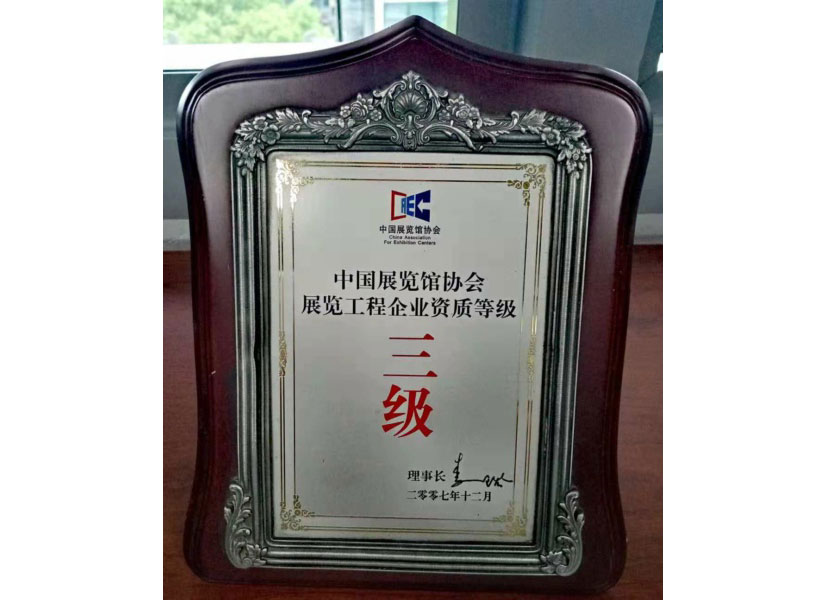 CAEC
中国展览馆协会
China Association
For Exhibition Centers
中国展览馆协会
展览工程企业资质等级
三级
理事长
二零零七年十二月